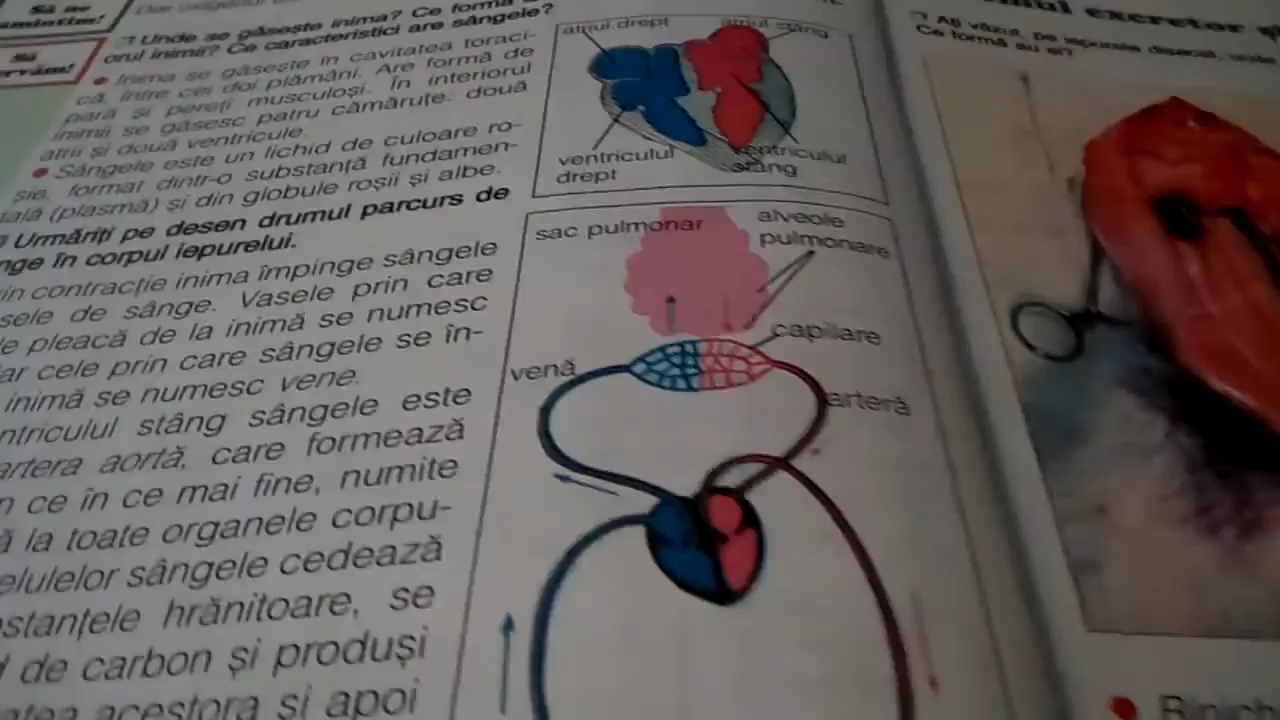 Să ne
amintim!
Să
❒ Unde se găsește inima? Ce formă
orul inimii? Ce caracteristici are sângele?
● Inima se găsește în cavitatea toraci-
că, între cei doi plămâni. Are formă de
pară și pereți musculoși. În interiorul
inimii se găsesc patru cămăruțe: două
atrii și două ventricule.
● Sângele este un lichid de culoare ro-
șie, format dintr-o substanță fundamen-
tală (plasmă) și din globule roșii și albe.
Urmăriți pe desen drumul parcurs de
nge în corpul iepurelui.
in contracție inima împinge sângele
sele de sânge. Vasele prin care
le pleacă de la inimă se numesc
ar cele prin care sângele se în-
inimă se numesc vene.
ntriculul stâng sângele este
artera aortă, care formează
n ce în ce mai fine, numite
ă la toate organele corpu-
elulelor sângele cedează
stanțele hrănitoare, se
d de carbon și produși
atea acestora și apoi
atriul drept
atriul stâng
ventriculul
drept
ventriculul
stâng
sac pulmonar
alveole
pulmonare
capilare
venă
arteră
excretor
❒ Ați văzut, pe iepurele disecat, unde
Ce formă au ei?
● Rinich